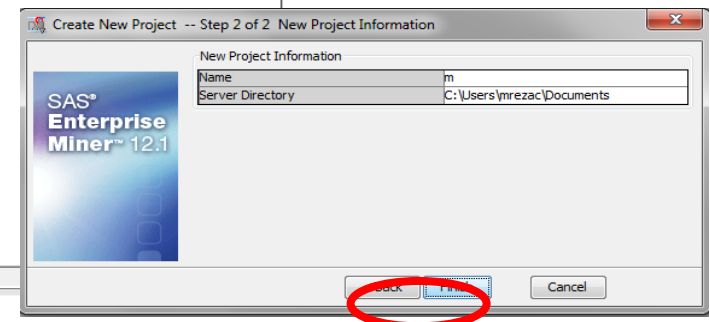 Create New Project -- Step 2 of 2 New Project Information
New Project Information
Name m
Server Directory C:\Users\mrezac\Documents
SAS®
Enterprise
Miner™ 12.1
Cancel